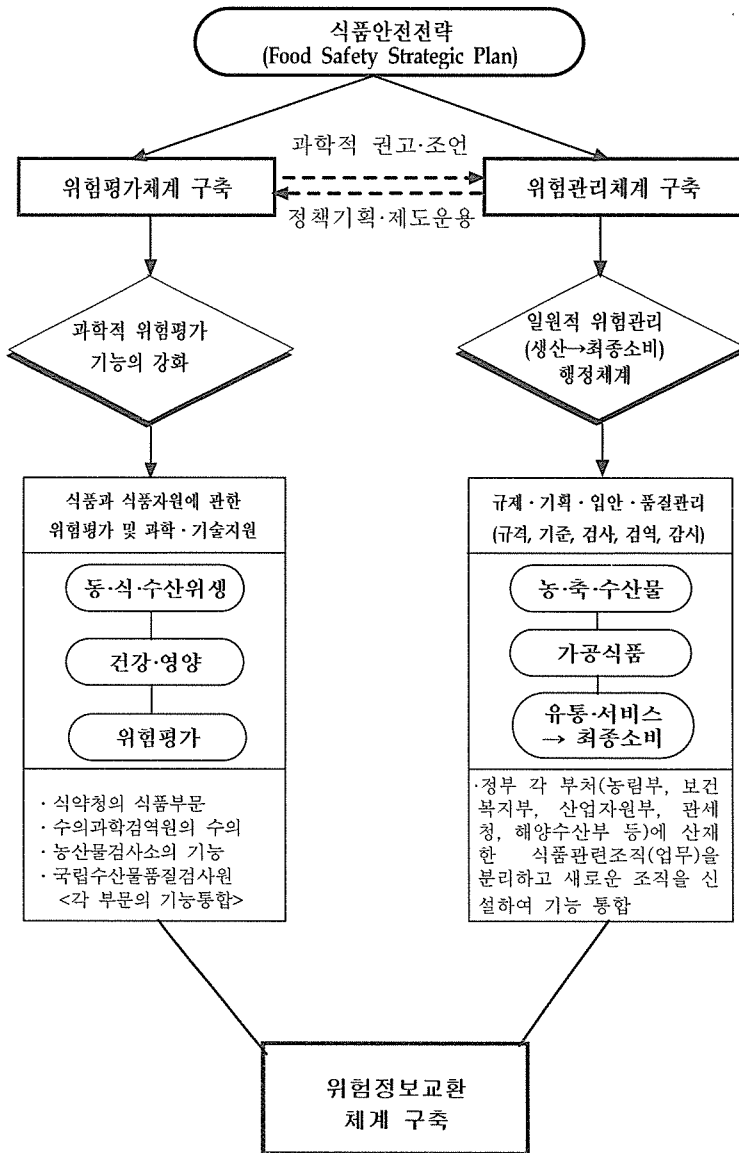 식품안전전략
(Food Safety Strategic Plan)
과학적 권고·조언
위험평가체계 구축
위험관리체계 구축
정책기획·제도운용
과학적 위험평가
기능의 강화
일원적 위험관리
(생산→최종소비)
행정체계
식품과 식품자원에 관한
위험평가 및 과학·기술지원
동·식·수산위생
건강·영양
위험평가
· 식약청의 식품부문
· 수의과학검역원의 수의
· 농산물검사소의 기능
· 국립수산물품질검사원
<각 부문의 기능통합>
규제·기획·입안·품질관리
(규격, 기준, 검사, 검역, 감시)
농·축·수산물
가공식품
유통·서비스
→ 최종소비
·정부 각 부처(농림부, 보건
복지부, 산업자원부, 관세
청, 해양수산부 등)에 산재
한 식품관련조직(업무)을
분리하고 새로운 조직을 신
설하여 기능 통합
위험정보교환
체계 구축